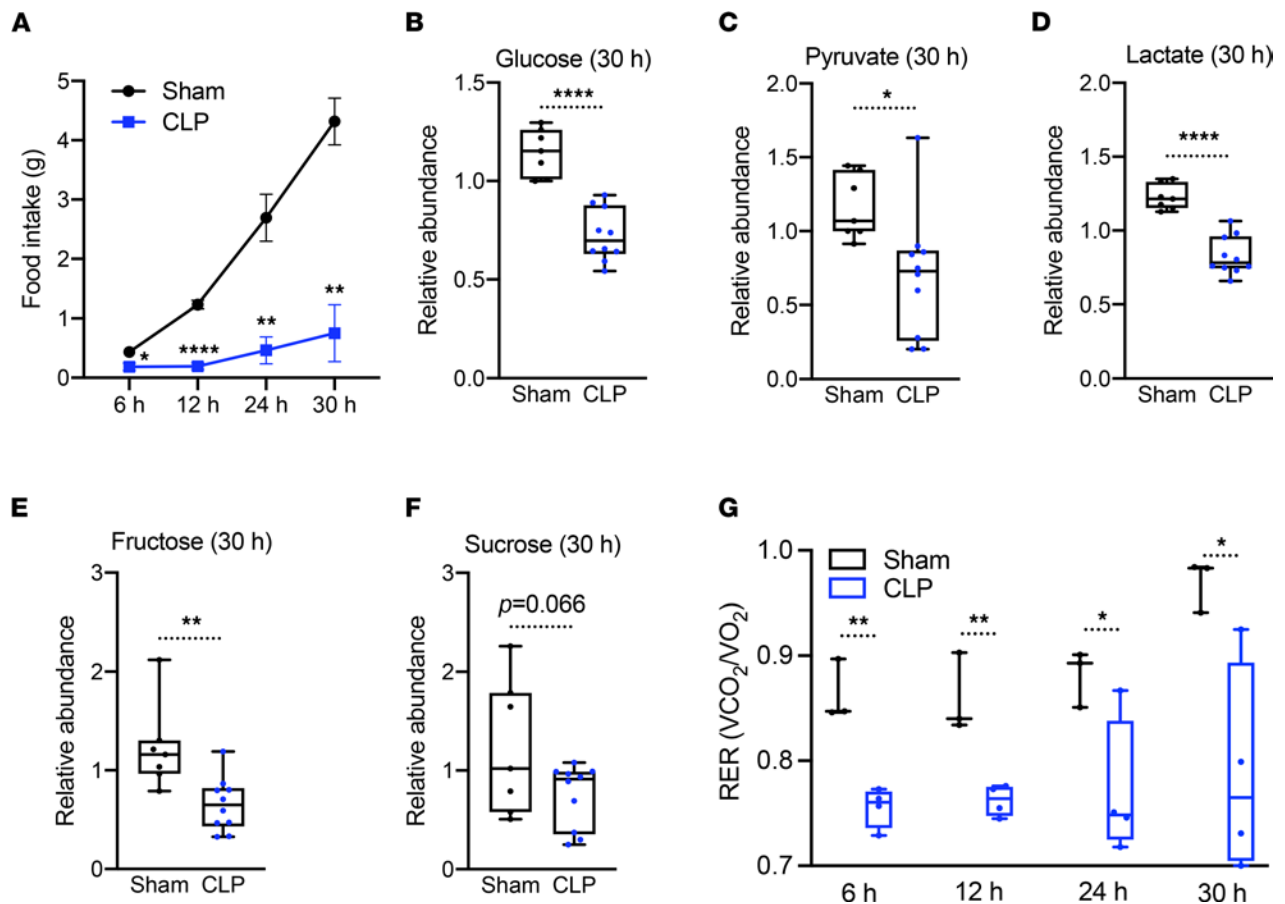 A
Food intake (g)
5
4
3
2
1
0
Sham
CLP
*
****
**
**
6 h 12 h 24 h 30 h
B
Glucose (30 h)
Relative abundance
1.5
1.0
0.5
0.0
****
Sham CLP
C
Pyruvate (30 h)
Relative abundance
2.0
1.5
1.0
0.5
0.0
*
Sham CLP
D
Lactate (30 h)
Relative abundance
2.0
1.5
1.0
0.5
0.0
****
Sham CLP
E
Fructose (30 h)
Relative abundance
3
2
1
0
**
Sham CLP
F
Sucrose (30 h)
Relative abundance
3
2
1
0
p=0.066
Sham CLP
G
RER (VCO₂/VO₂)
1.0
0.9
0.8
0.7
Sham
CLP
**
**
*
*
6 h 12 h 24 h 30 h